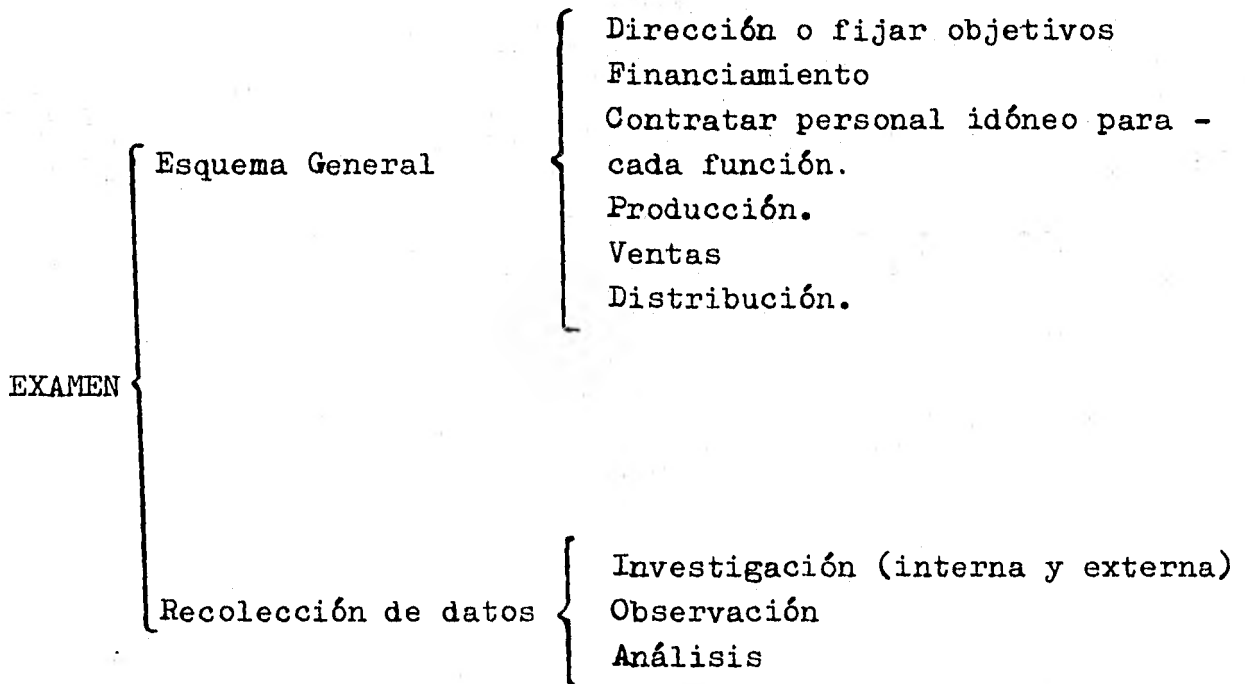 Dirección o fijar objetivos
Financiamiento
Contratar personal idóneo para -
cada función.
Esquema General
Producción.
Ventas
Distribución.
EXAMEN
Investigación (interna y externa)
Recolección de datos
Observación
Análisis